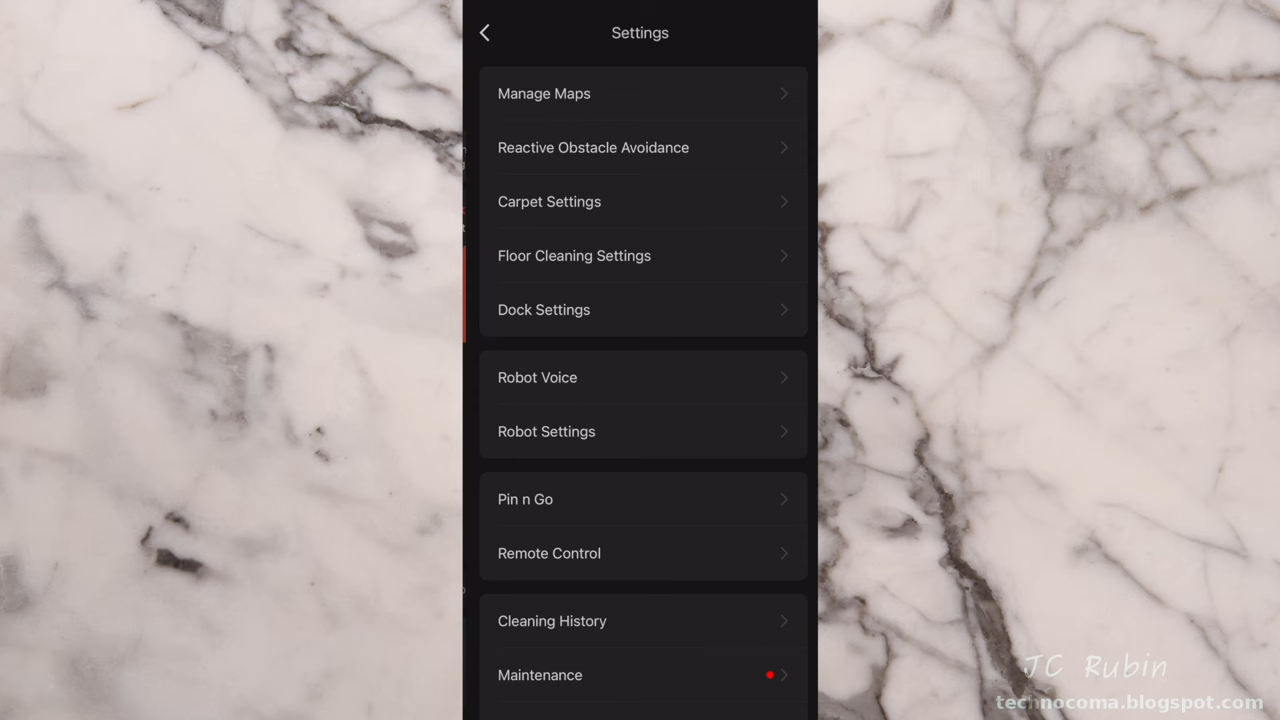 Settings
Manage Maps
Reactive Obstacle Avoidance
Carpet Settings
Floor Cleaning Settings
Dock Settings
Robot Voice
Robot Settings
Pin n Go
Remote Control
Cleaning History
Maintenance
JC Rubin
technocoma.blogspot.com